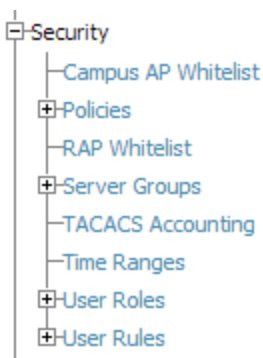 Security
Campus AP Whitelist
Policies
RAP Whitelist
Server Groups
TACACS Accounting
Time Ranges
User Roles
User Rules